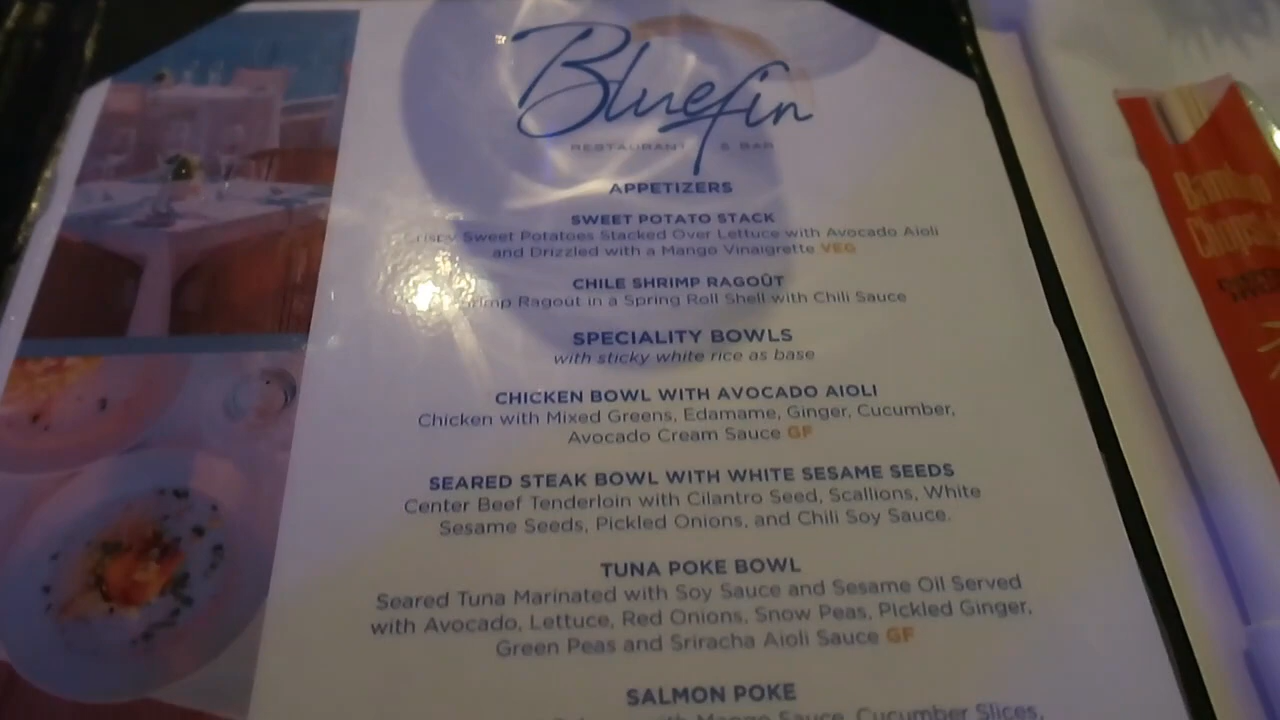 Bluefin
RESTAURANT & BAR
APPETIZERS
SWEET POTATO STACK
Sweet Potatoes Stacked Over Lettuce with Avocado Aioli
and Drizzled with a Mango Vinaigrette VEG
CHILE SHRIMP RAGOÛT
Ragout in a Spring Roll Shell with Chili Sauce
SPECIALITY BOWLS
with sticky white rice as base
CHICKEN BOWL WITH AVOCADO AIOLI
Chicken with Mixed Greens, Edamame, Ginger, Cucumber,
Avocado Cream Sauce GF
SEARED STEAK BOWL WITH WHITE SESAME SEEDS
Center Beef Tenderloin with Cilantro Seed, Scallions, White
Sesame Seeds, Pickled Onions, and Chili Soy Sauce.
TUNA POKE BOWL
Seared Tuna Marinated with Soy Sauce and Sesame Oil Served
with Avocado, Lettuce, Red Onions, Snow Peas, Pickled Ginger,
Green Peas and Sriracha Aioli Sauce GF
SALMON POKE
with Mango Sauce, Cucumber Slices,